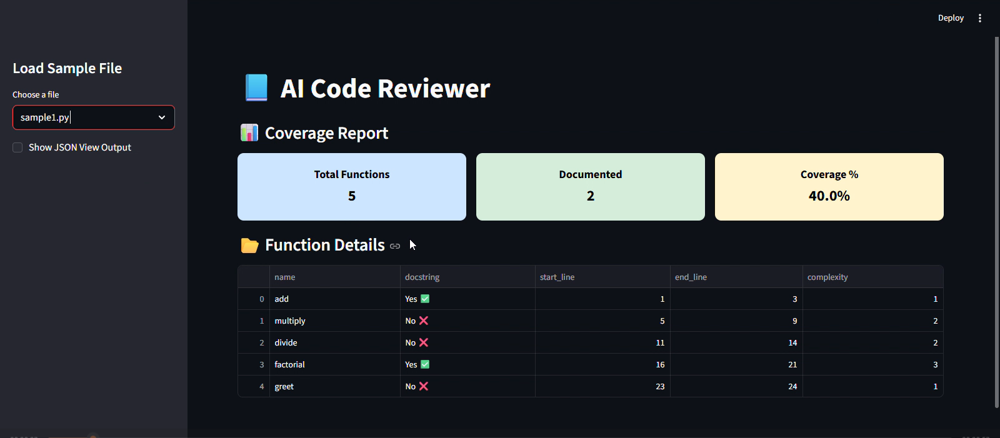 Deploy
Load Sample File
Choose a file
sample1.py
Show JSON View Output
AI Code Reviewer
Coverage Report
Total Functions
5
Documented
2
Coverage %
40.0%
Function Details
name docstring start_line end_line complexity
0 add Yes ✅ 1 3 1
1 multiply No ❌ 5 9 2
2 divide No ❌ 11 14 2
3 factorial Yes ✅ 16 21 3
4 greet No ❌ 23 24 1